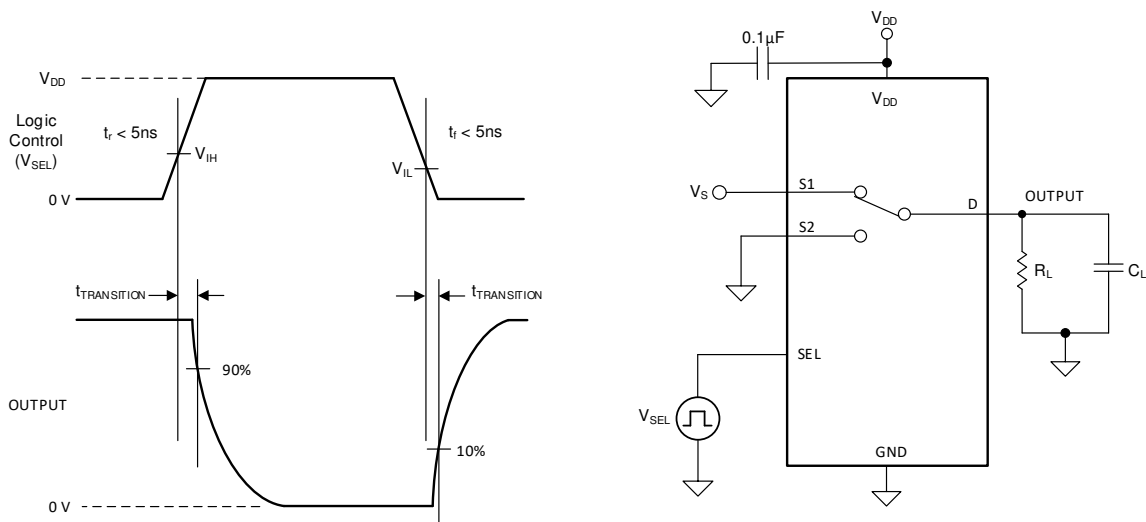 V_DD
Logic
Control
(V_SEL)
t_r < 5ns
V_IH
t_f < 5ns
V_IL
0 V
t_TRANSITION
t_TRANSITION
90%
OUTPUT
10%
0 V
V_DD
0.1µF
V_DD
V_S
S1
D
OUTPUT
S2
R_L
C_L
SEL
V_SEL
GND